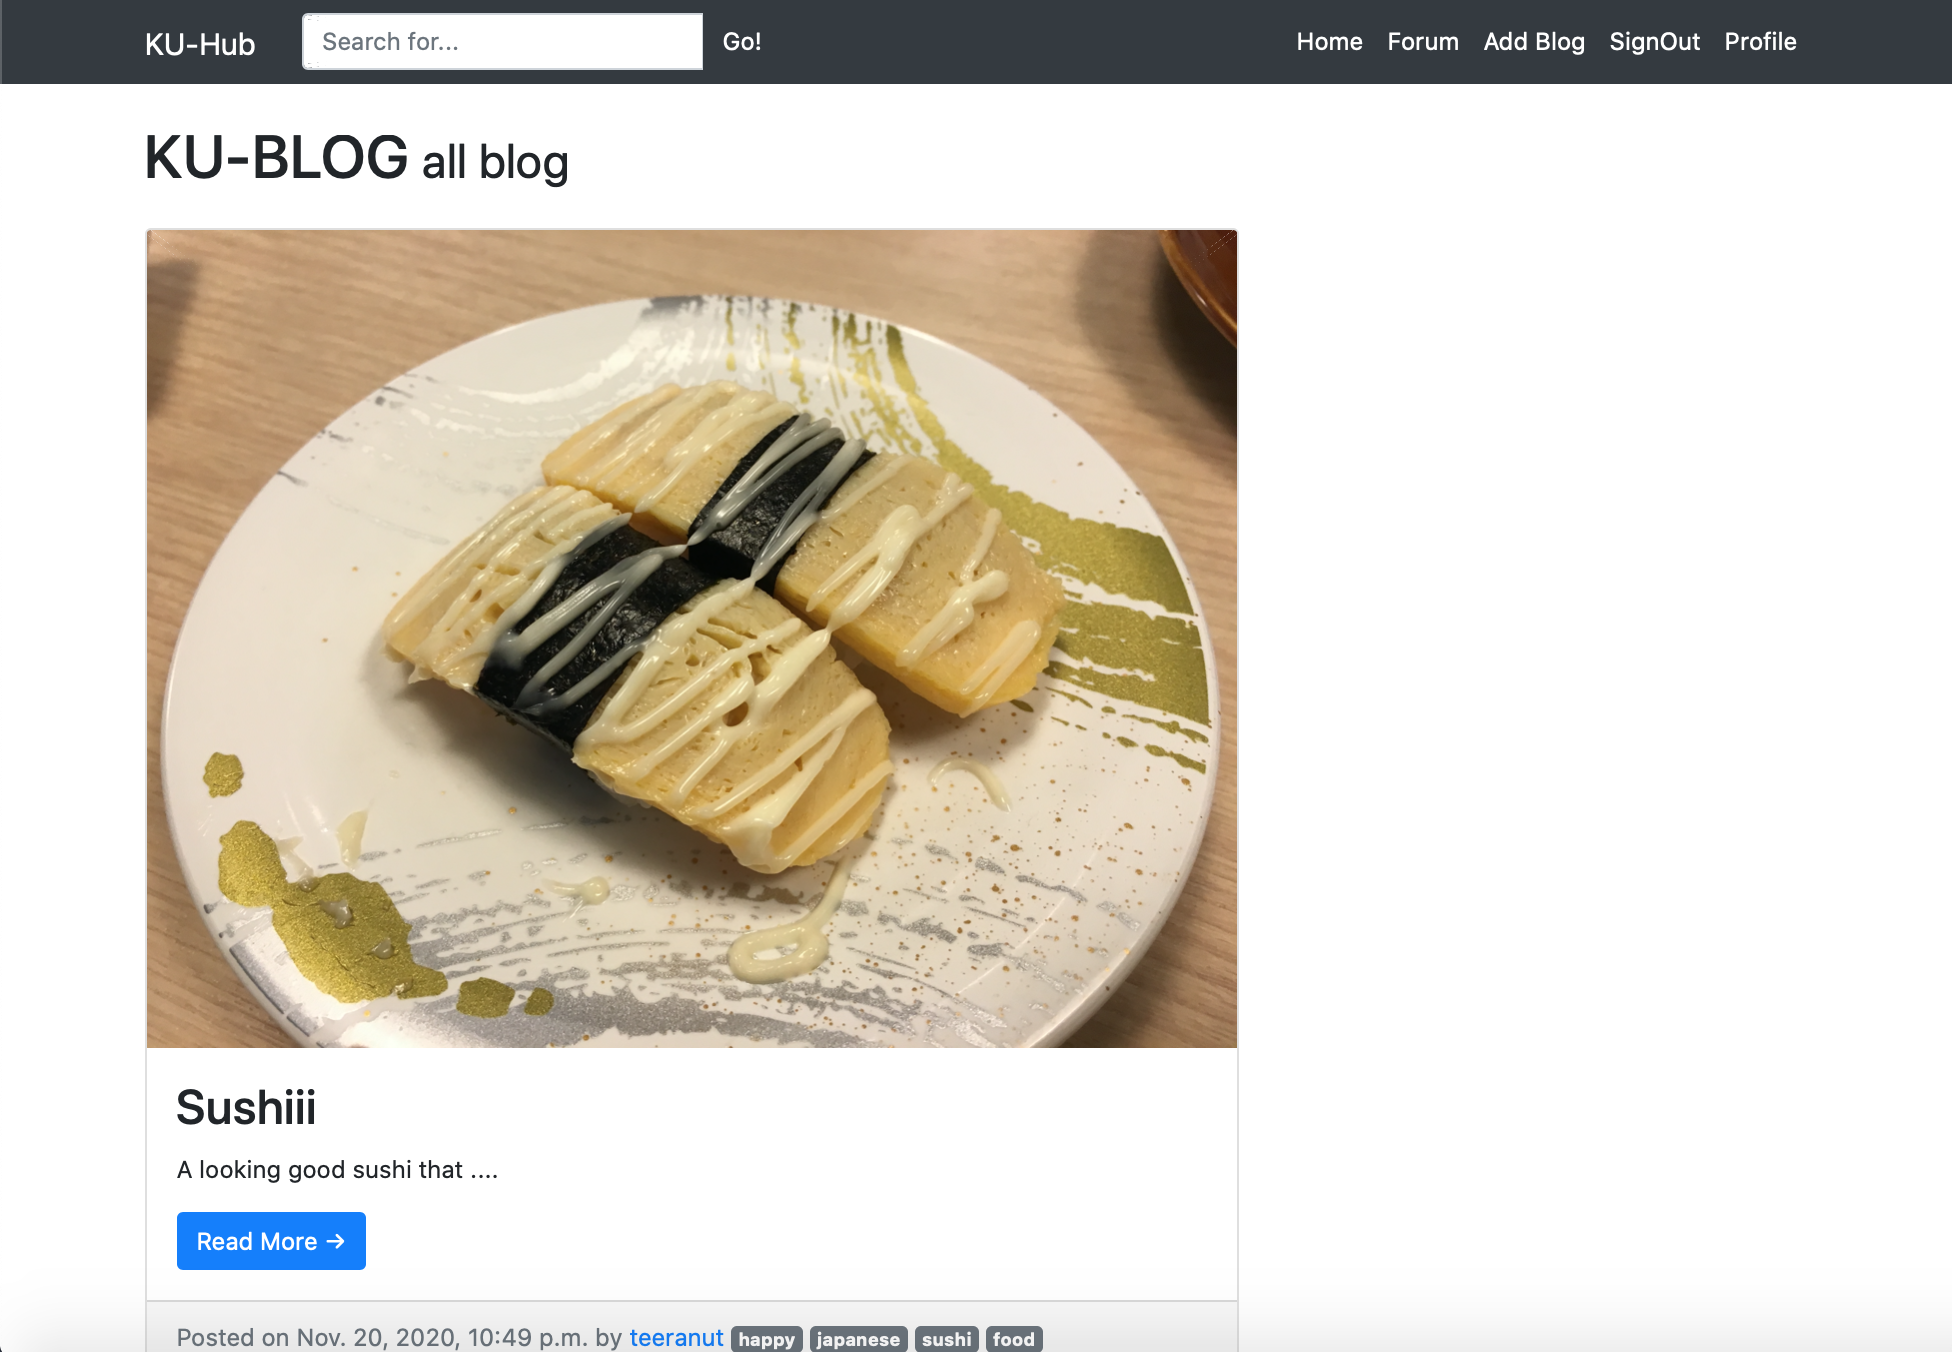 KU-Hub Search for... Go! Home Forum Add Blog SignOut Profile
KU-BLOG all blog
Sushiii
A looking good sushi that ....
Read More →
Posted on Nov. 20, 2020, 10:49 p.m. by teeranut happy japanese sushi food